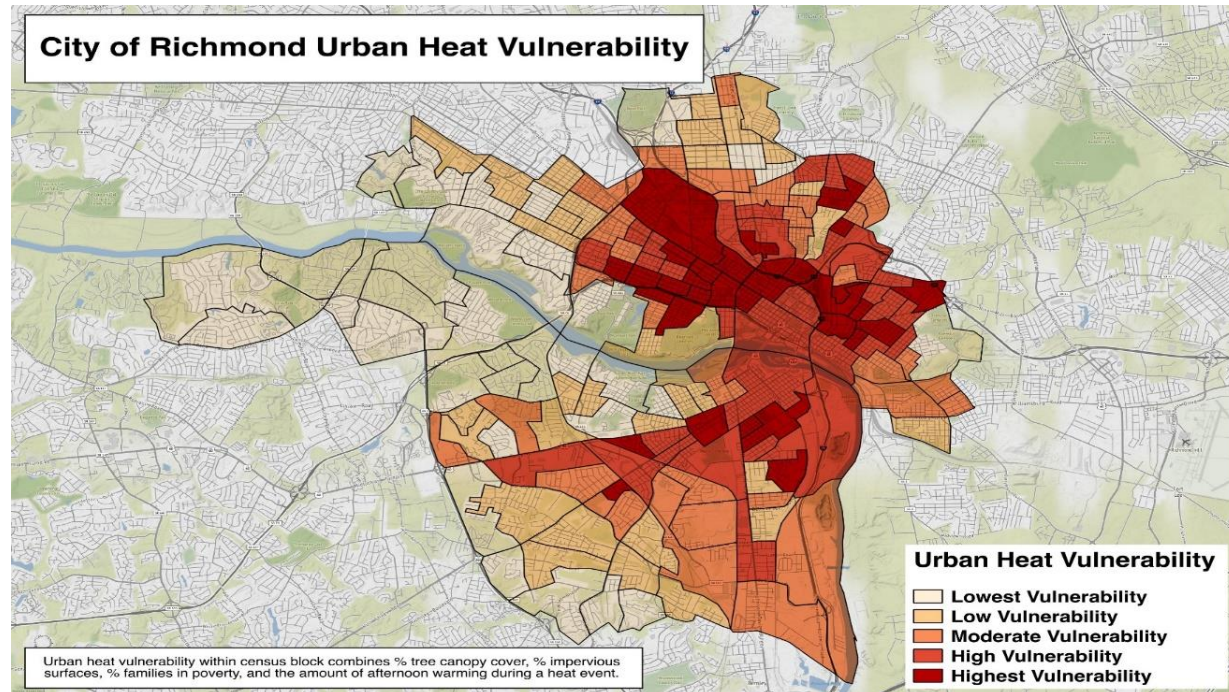 City of Richmond Urban Heat Vulnerability
Urban Heat Vulnerability
Lowest Vulnerability
Low Vulnerability
Moderate Vulnerability
High Vulnerability
Highest Vulnerability
Urban heat vulnerability within census block combines % tree canopy cover, % impervious
surfaces, % families in poverty, and the amount of afternoon warming during a heat event.